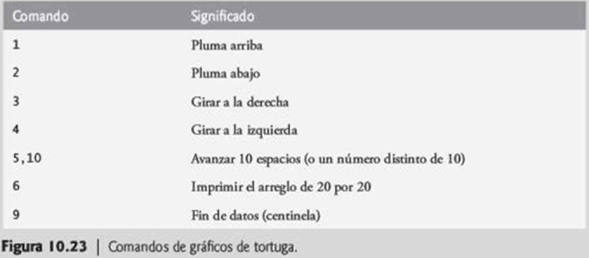 Comando Significado
1 Pluma arriba
2 Pluma abajo
3 Girar a la derecha
4 Girar a la izquierda
5,10 Avanzar 10 espacios (o un número distinto de 10)
6 Imprimir el arreglo de 20 por 20
9 Fin de datos (centinela)
Figura 10.23 | Comandos de gráficos de tortuga.